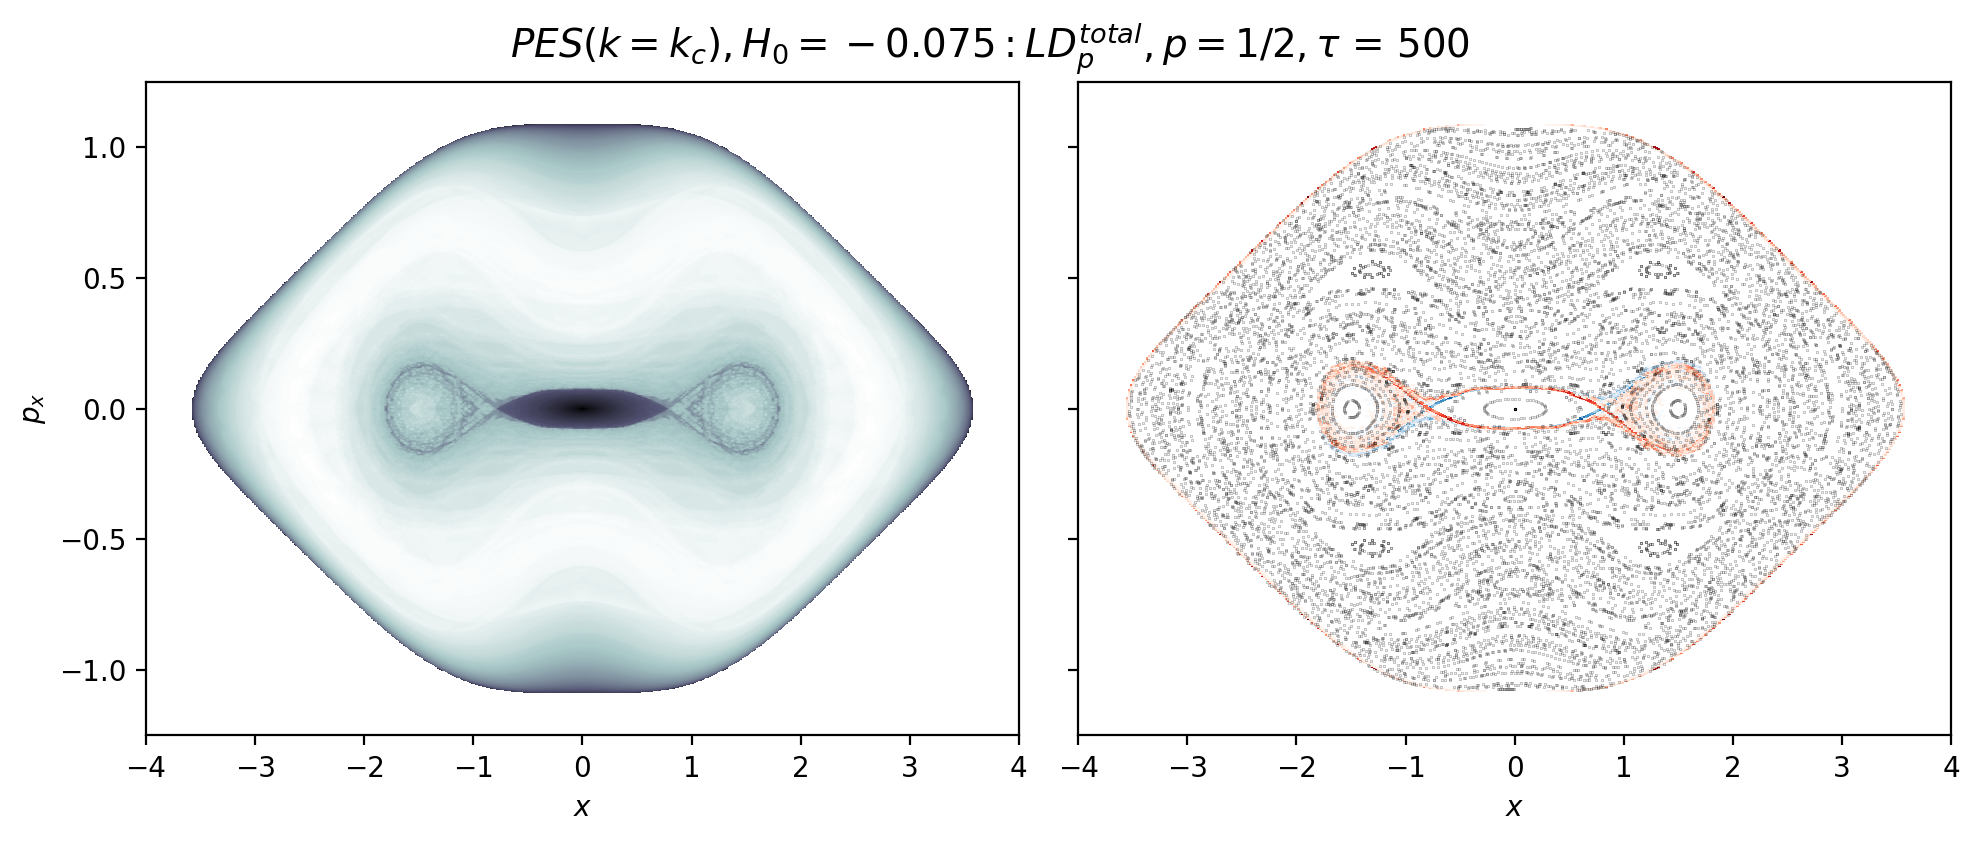 PES(k = k_c), H_0 = −0.075 : LD_p^{total}, p = 1/2, τ = 500
1.0
0.5
0.0
−0.5
−1.0
p_x
−4 −3 −2 −1 0 1 2 3 4
−4 −3 −2 −1 0 1 2 3 4
x
x